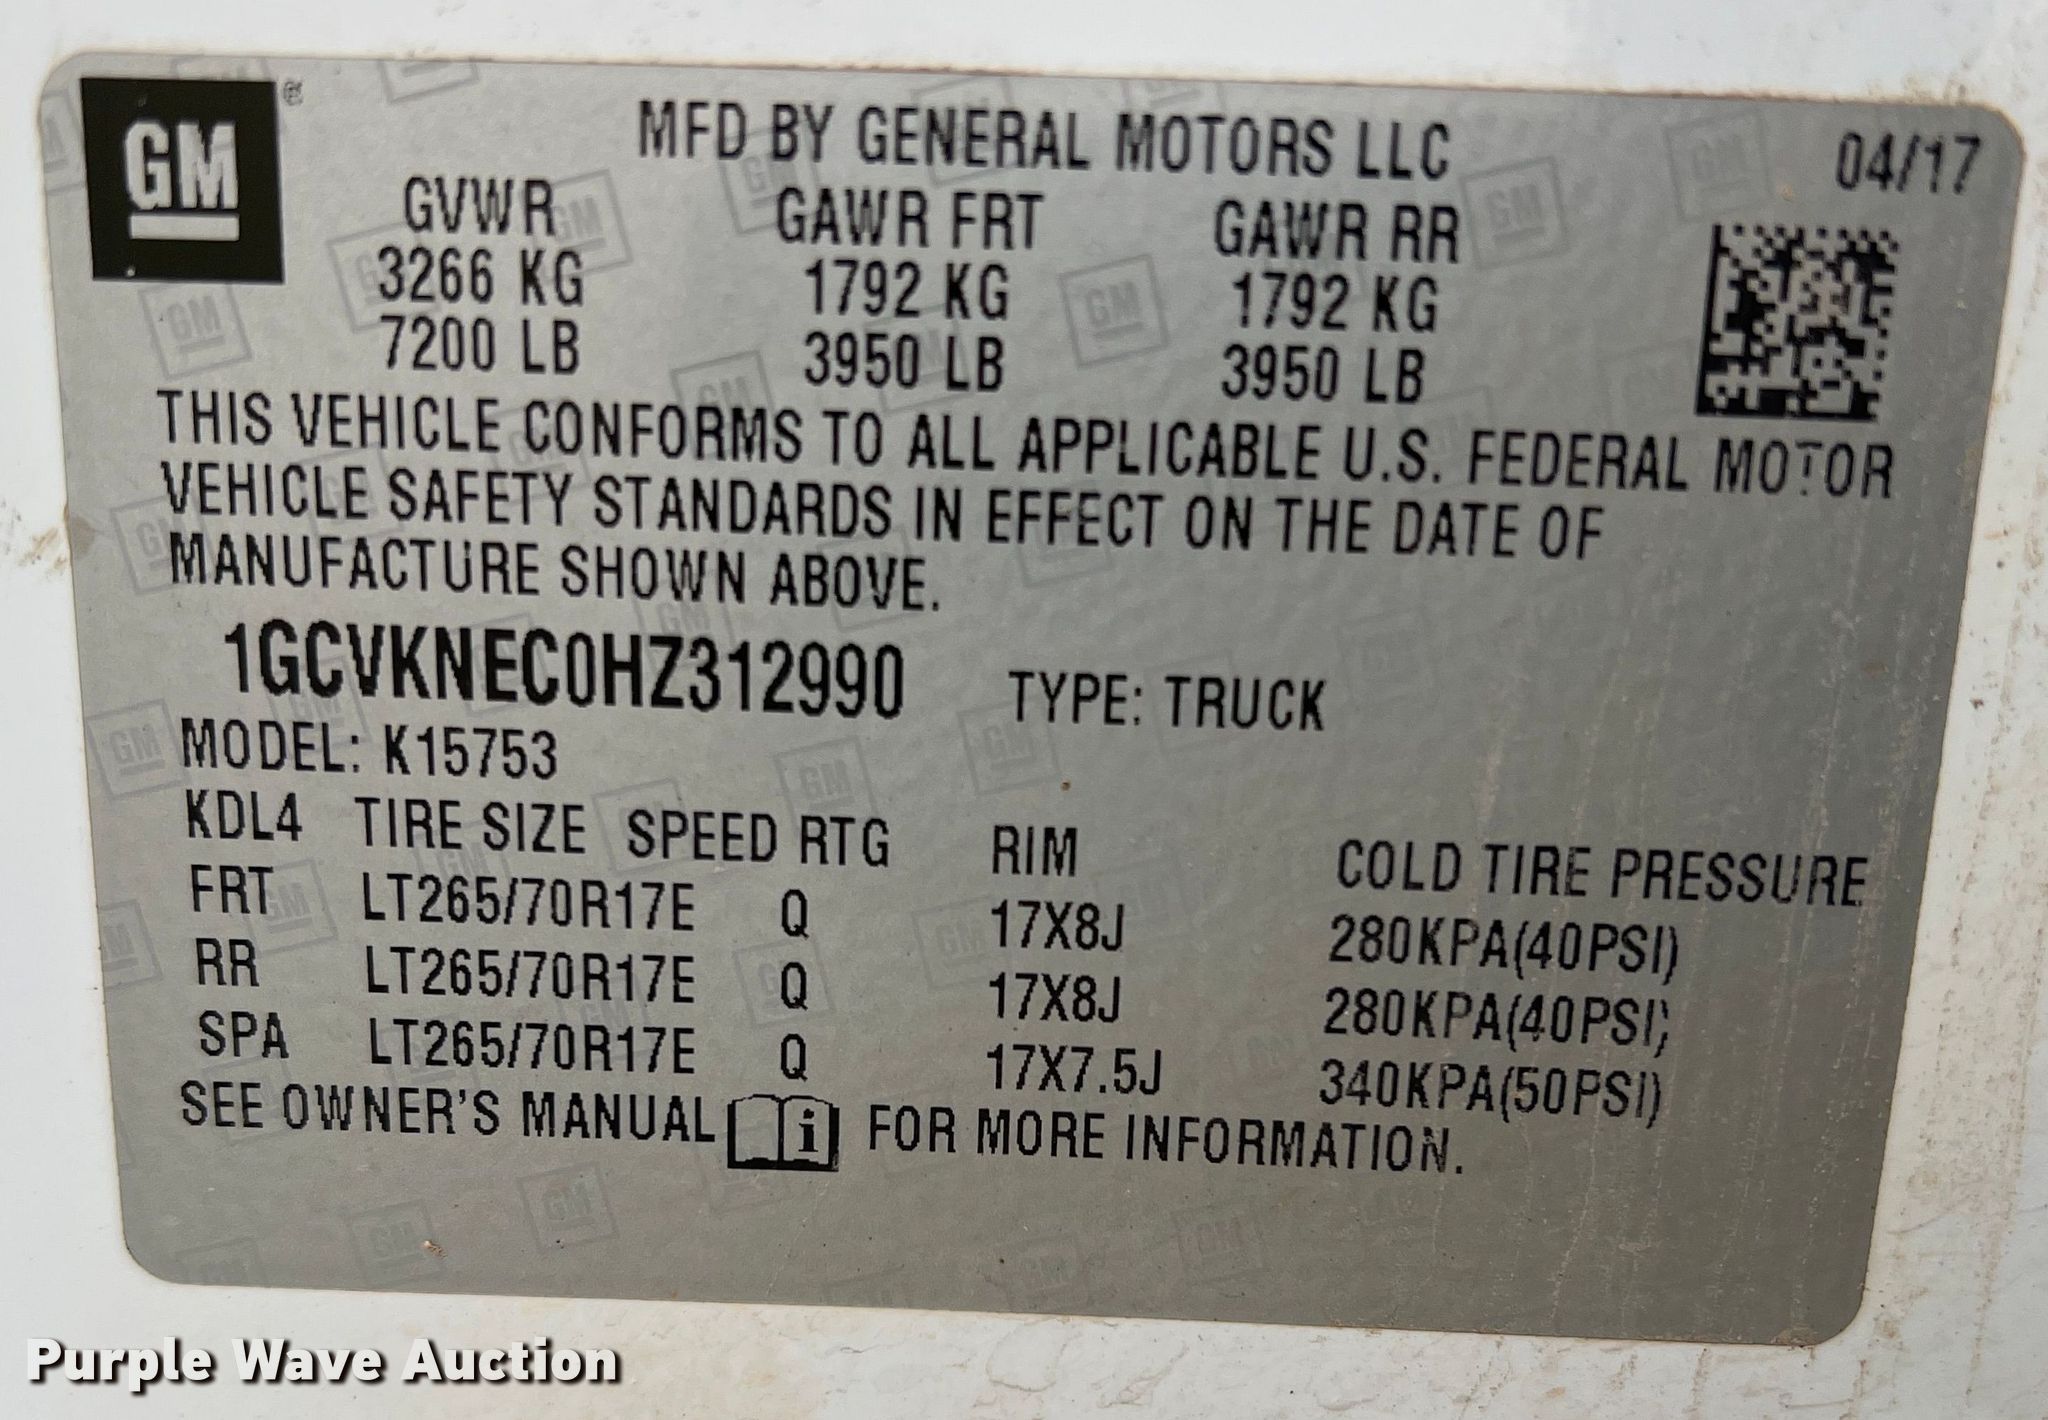 GM
MFD BY GENERAL MOTORS LLC 04/17
GVWR GAWR FRT GAWR RR
3266 KG 1792 KG 1792 KG
7200 LB 3950 LB 3950 LB
THIS VEHICLE CONFORMS TO ALL APPLICABLE U.S. FEDERAL MOTOR
VEHICLE SAFETY STANDARDS IN EFFECT ON THE DATE OF
MANUFACTURE SHOWN ABOVE.
1GCVKNEC0HZ312990 TYPE: TRUCK
MODEL: K15753
KDL4 TIRE SIZE SPEED RTG RIM COLD TIRE PRESSURE
FRT LT265/70R17E Q 17X8J 280KPA(40PSI)
RR LT265/70R17E Q 17X8J 280KPA(40PSI)
SPA LT265/70R17E Q 17X7.5J 340KPA(50PSI)
SEE OWNER'S MANUAL i FOR MORE INFORMATION.
Purple Wave Auction